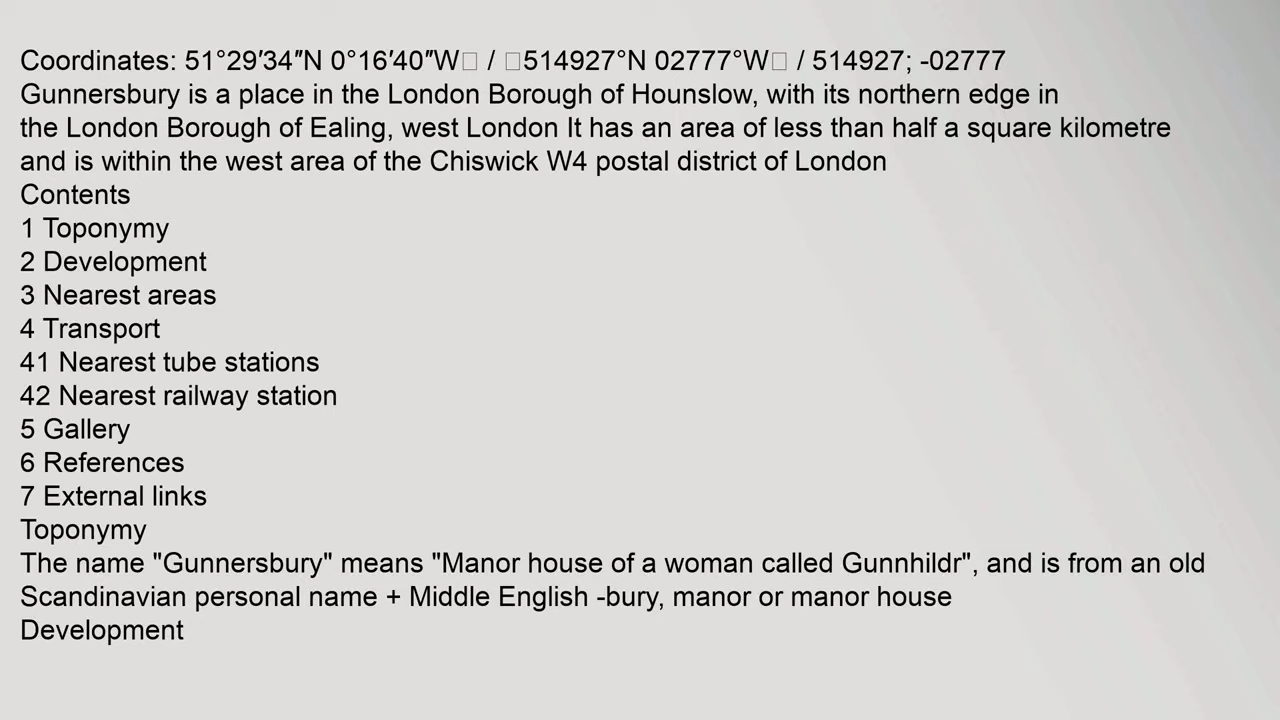 Coordinates: 51°29′34″N 0°16′40″W□ / □514927°N 02777°W□ / 514927; -02777
Gunnersbury is a place in the London Borough of Hounslow, with its northern edge in
the London Borough of Ealing, west London It has an area of less than half a square kilometre
and is within the west area of the Chiswick W4 postal district of London
Contents
1 Toponymy
2 Development
3 Nearest areas
4 Transport
41 Nearest tube stations
42 Nearest railway station
5 Gallery
6 References
7 External links
Toponymy
The name "Gunnersbury" means "Manor house of a woman called Gunnhildr", and is from an old
Scandinavian personal name + Middle English -bury, manor or manor house
Development